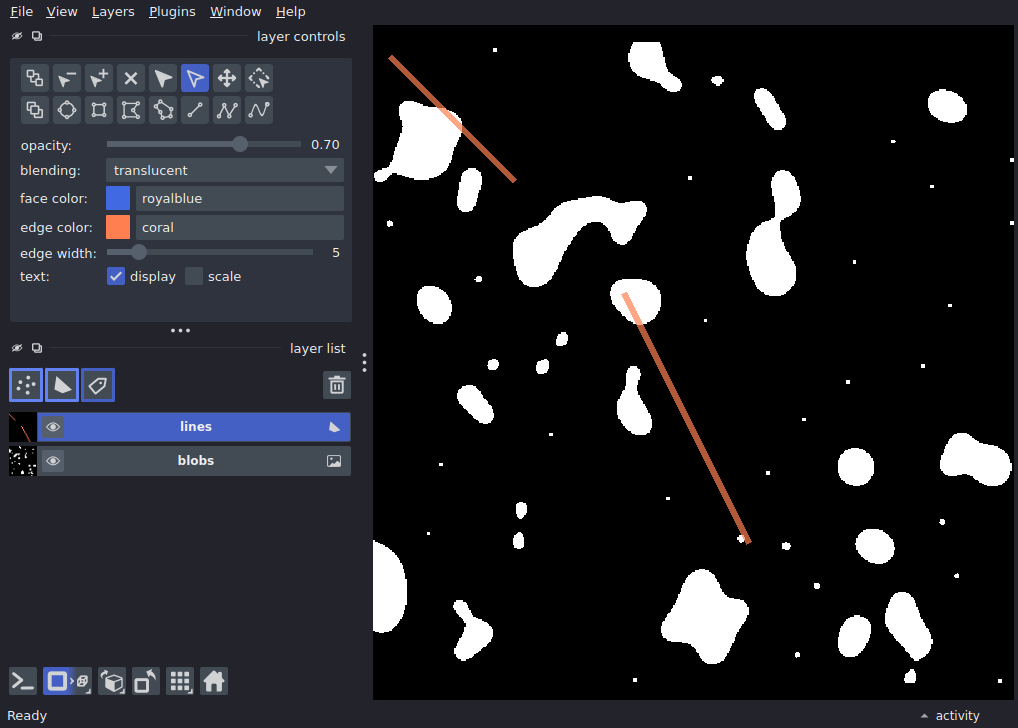 File View Layers Plugins Window Help
layer controls
opacity: 0.70
blending: translucent
face color: royalblue
edge color: coral
edge width: 5
text: display scale
layer list
lines
blobs
Ready activity